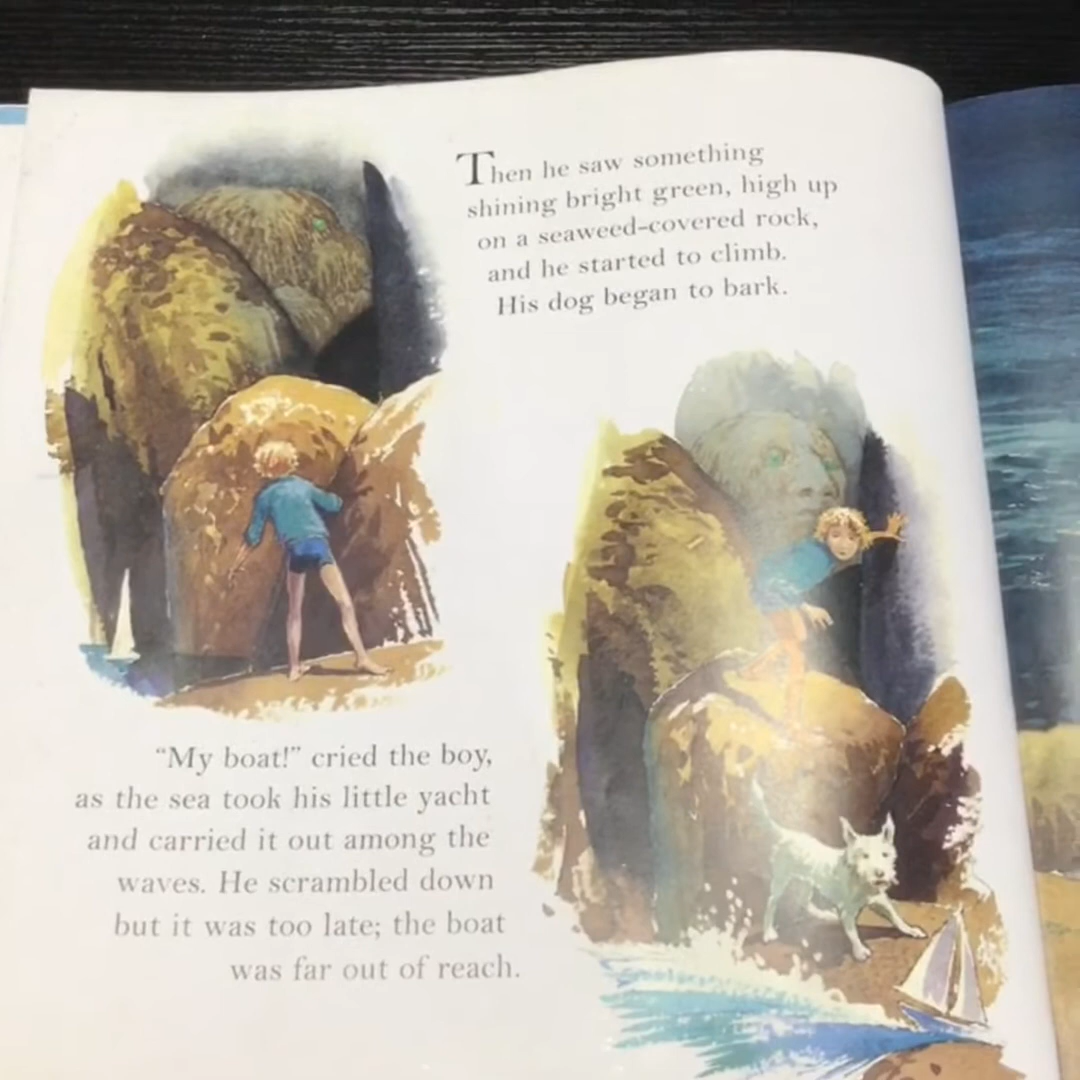 Then he saw something
shining bright green, high up
on a seaweed-covered rock,
and he started to climb.
His dog began to bark.
“My boat!” cried the boy,
as the sea took his little yacht
and carried it out among the
waves. He scrambled down
but it was too late; the boat
was far out of reach.